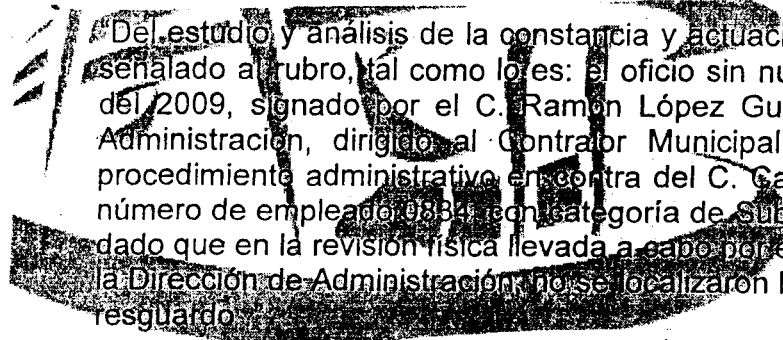 "Del estudio y análisis de la constancia y actuac
señalado al rubro, tal como lo es: el oficio sin nu
del 2009, signado por el C. Ramón López Gu
Administración, dirigido al Contralor Municipal
procedimiento administrativo en contra del C. Ca
número de empleado 0884, con categoría de Sub
dado que en la revisión física llevada a cabo por
la Dirección de Administración, no se localizaron
resguardo."